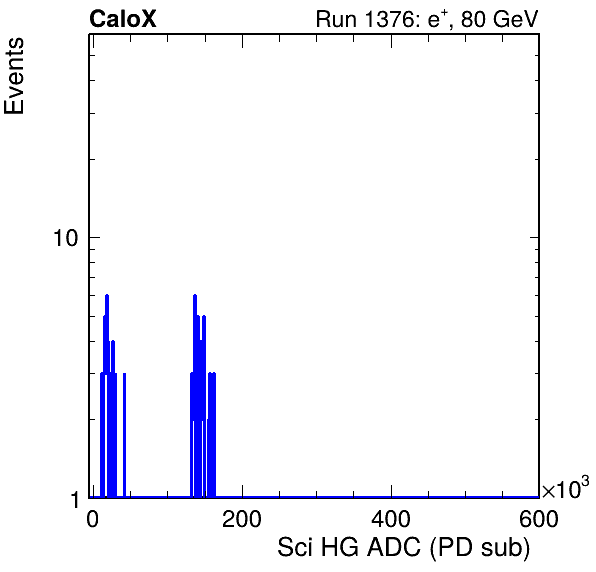 CaloX Run 1376: e⁺, 80 GeV
Events
10
1
0 200 400 600
×10³
Sci HG ADC (PD sub)